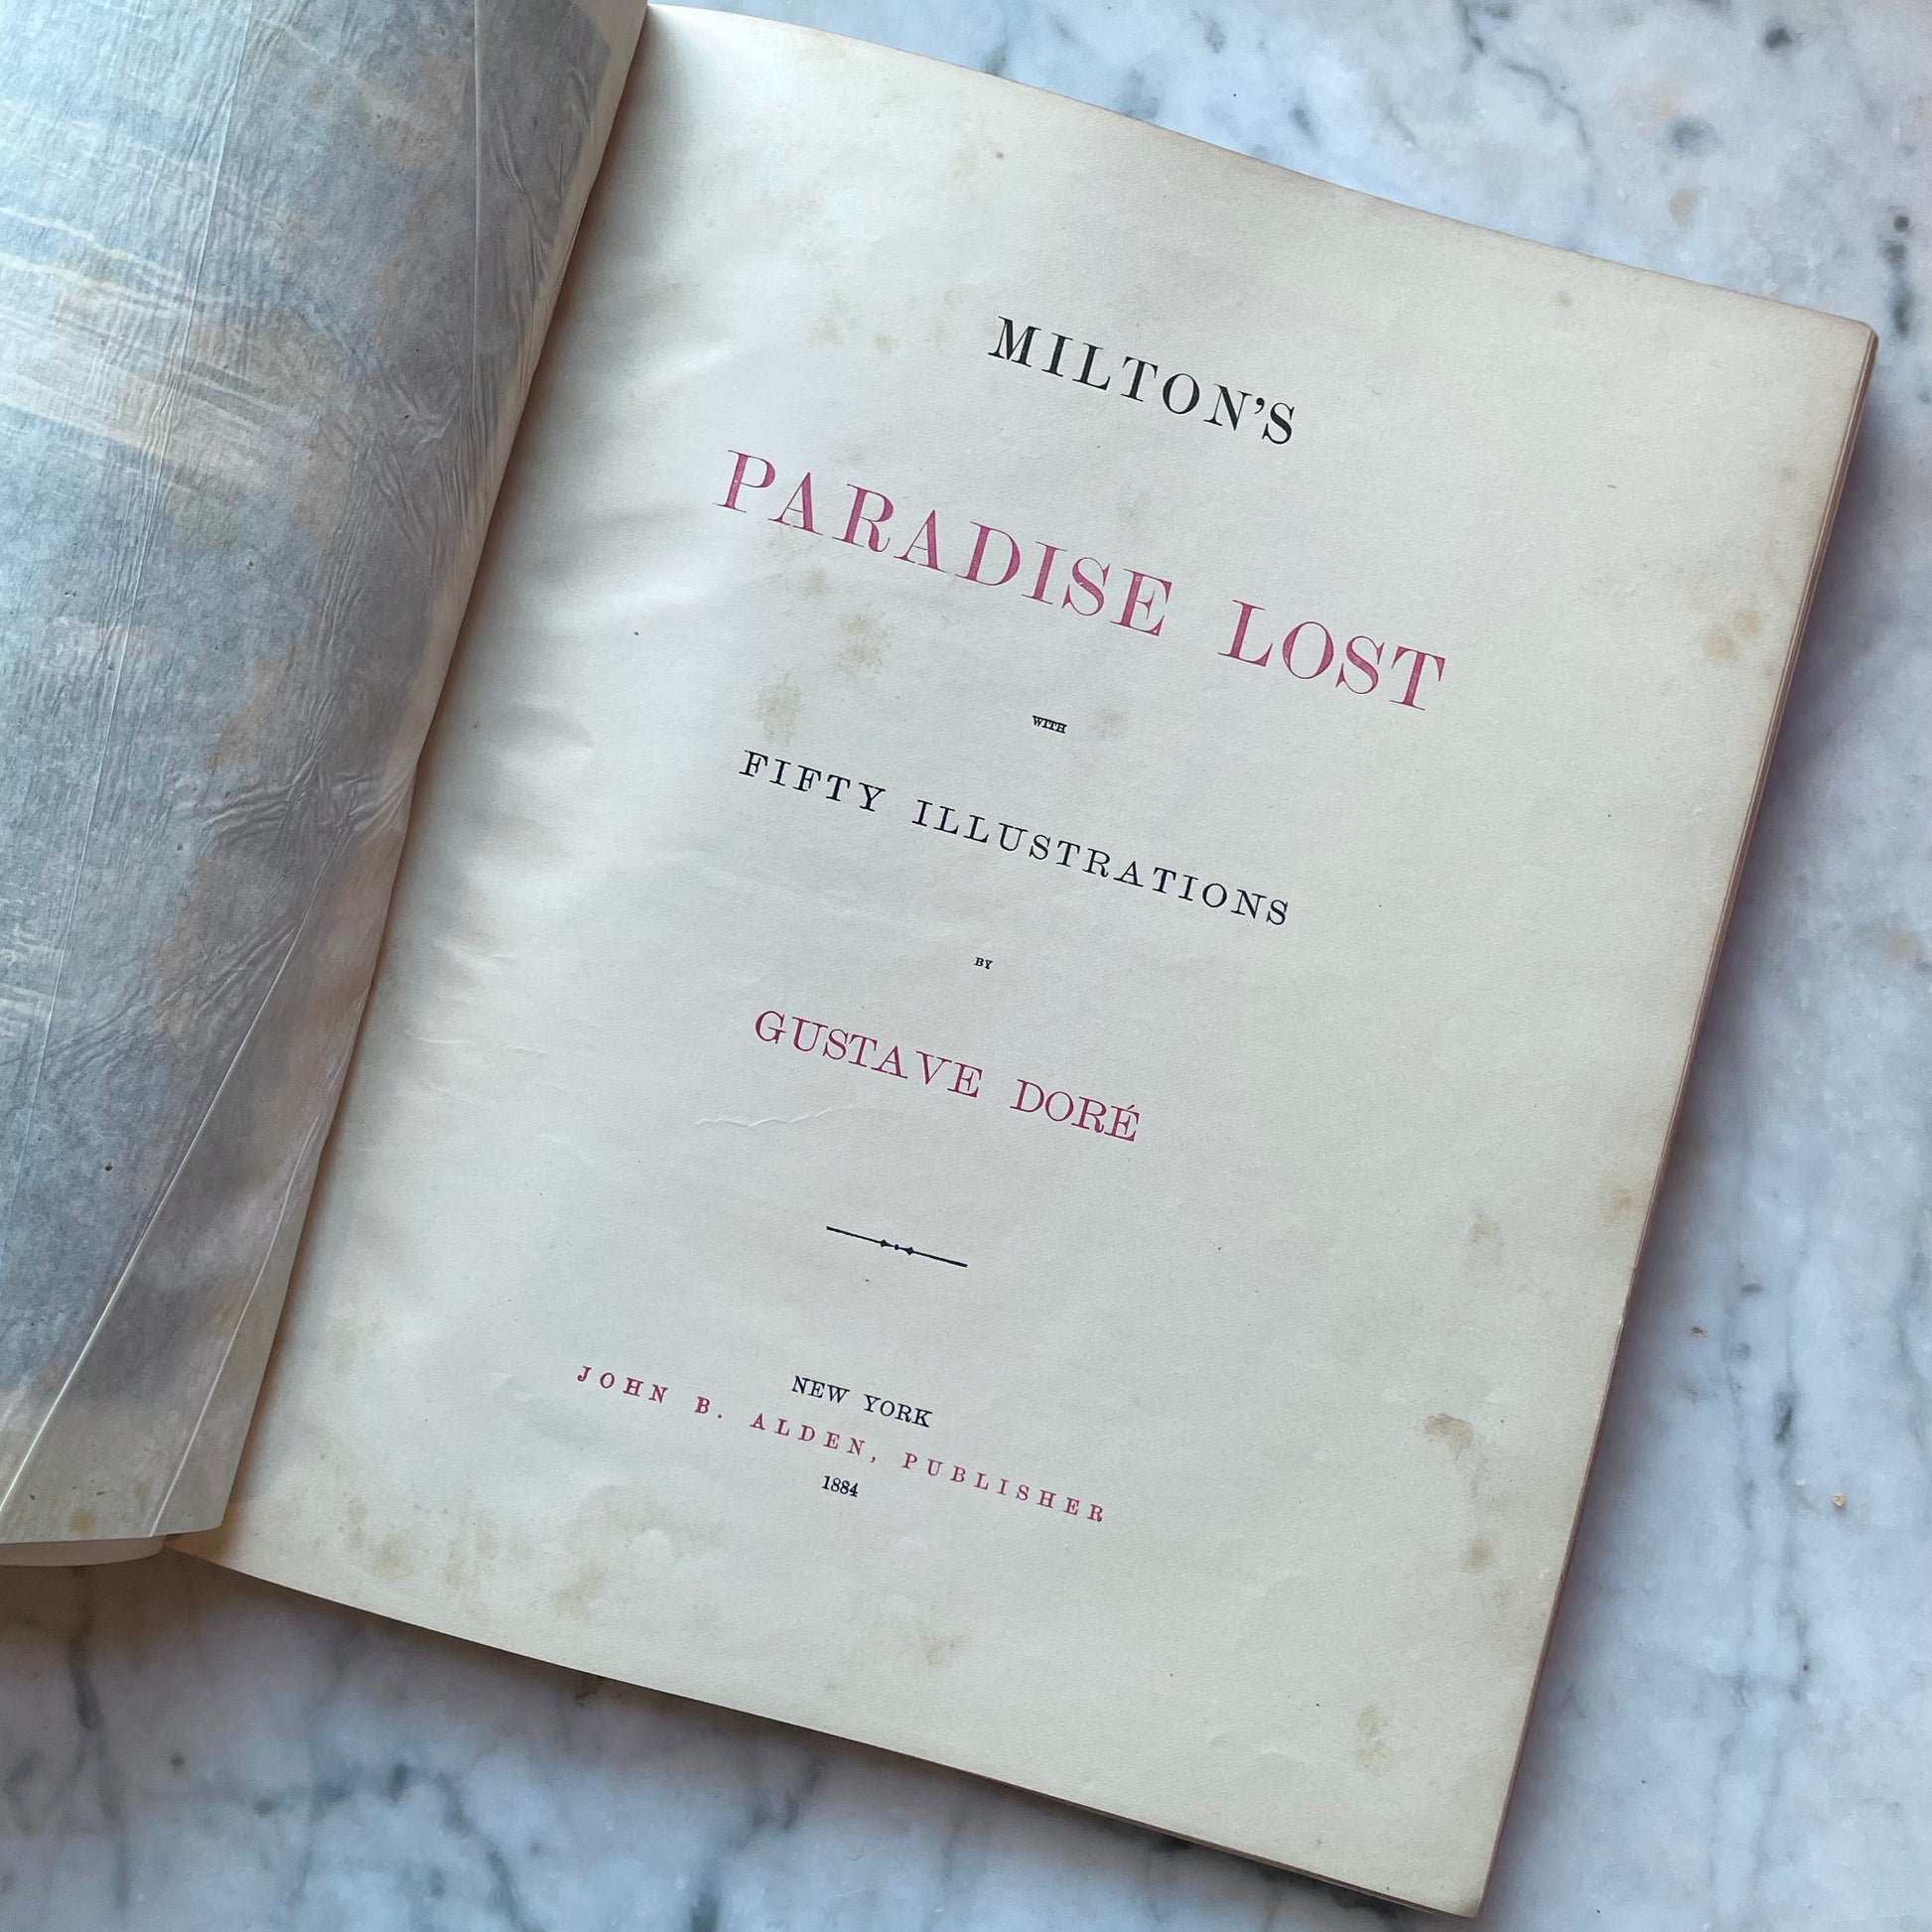 MILTON'S
PARADISE LOST
WITH
FIFTY ILLUSTRATIONS
BY
GUSTAVE DORÉ
NEW YORK
JOHN B. ALDEN, PUBLISHER
1884